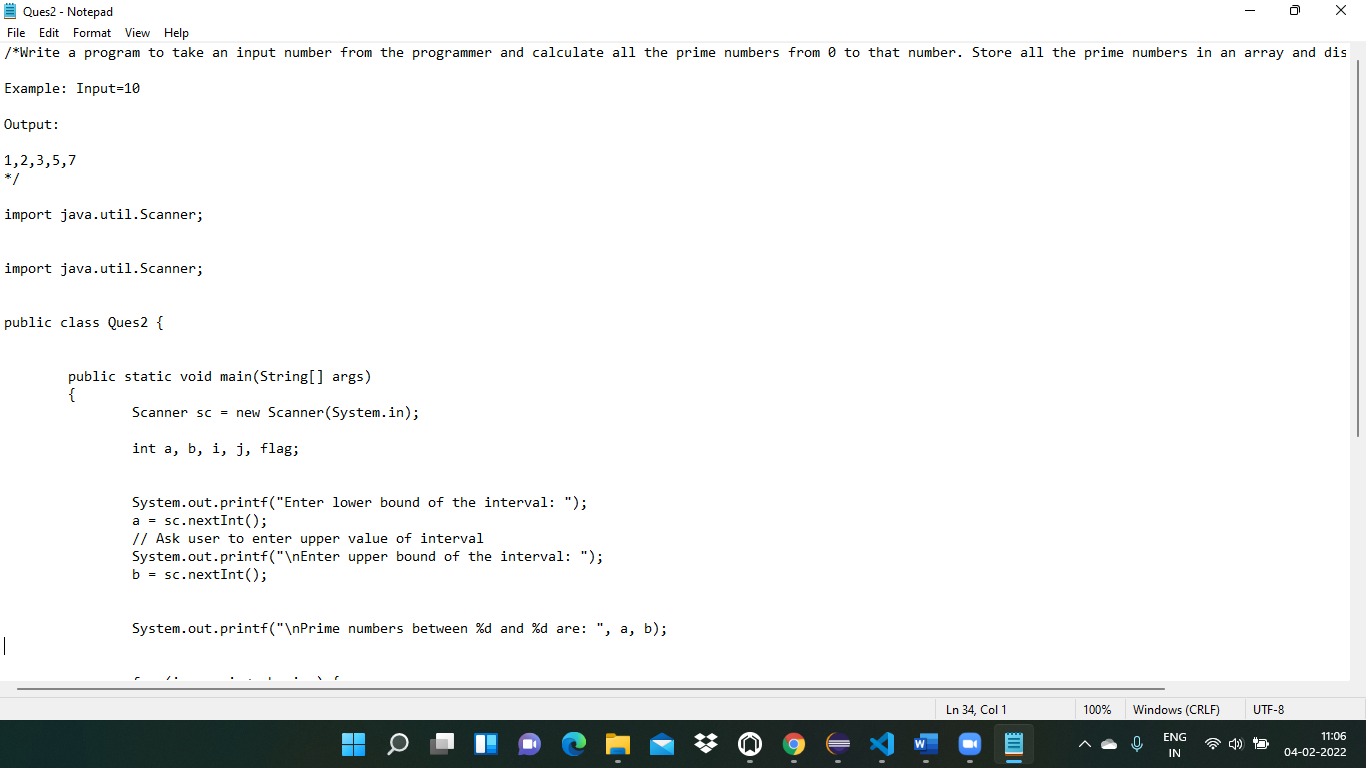 Ques2 - Notepad
File Edit Format View Help
/*Write a program to take an input number from the programmer and calculate all the prime numbers from 0 to that number. Store all the prime numbers in an array and dis
Example: Input=10
Output:
1,2,3,5,7
*/
import java.util.Scanner;
import java.util.Scanner;
public class Ques2 {
public static void main(String[] args)
{
Scanner sc = new Scanner(System.in);
int a, b, i, j, flag;
System.out.printf("Enter lower bound of the interval: ");
a = sc.nextInt();
// Ask user to enter upper value of interval
System.out.printf("\nEnter upper bound of the interval: ");
b = sc.nextInt();
System.out.printf("\nPrime numbers between %d and %d are: ", a, b);
Ln 34, Col 1 100% Windows (CRLF) UTF-8
ENG
IN
11:06
04-02-2022